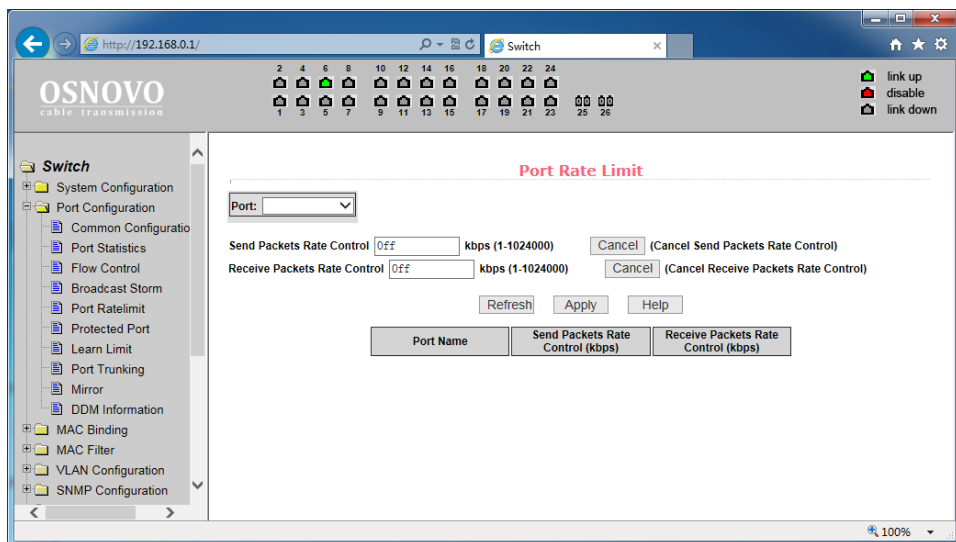 http://192.168.0.1/
Switch
OSNOVO
cable transmission
2 4 6 8 10 12 14 16 18 20 22 24
1 3 5 7 9 11 13 15 17 19 21 23 25 26
link up
disable
link down
Switch
System Configuration
Port Configuration
Common Configuratio
Port Statistics
Flow Control
Broadcast Storm
Port Ratelimit
Protected Port
Learn Limit
Port Trunking
Mirror
DDM Information
MAC Binding
MAC Filter
VLAN Configuration
SNMP Configuration
Port Rate Limit
Port:
Send Packets Rate Control Off kbps (1-1024000) Cancel (Cancel Send Packets Rate Control)
Receive Packets Rate Control Off kbps (1-1024000) Cancel (Cancel Receive Packets Rate Control)
Refresh Apply Help
Port Name
Send Packets Rate
Control (kbps)
Receive Packets Rate
Control (kbps)
100%